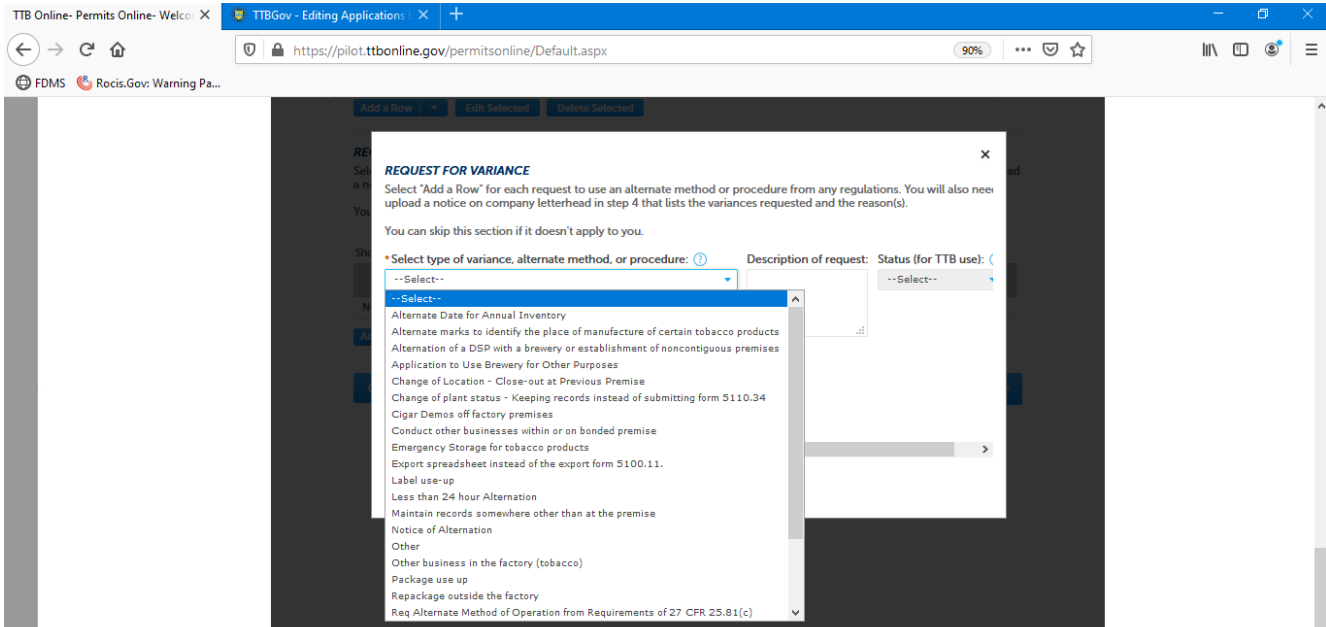 TTB Online- Permits Online- Welco
TTBGov - Editing Applications
https://pilot.ttbonline.gov/permitsonline/Default.aspx
90%
FDMS
Rocis.Gov: Warning Pa...
Add a Row
Edit Selected
Delete Selected
REQUEST FOR VARIANCE
Select "Add a Row" for each request to use an alternate method or procedure from any regulations. You will also nee
upload a notice on company letterhead in step 4 that lists the variances requested and the reason(s).
You can skip this section if it doesn't apply to you.
* Select type of variance, alternate method, or procedure: ?
Description of request:
Status (for TTB use):
--Select--
--Select--
--Select--
Alternate Date for Annual Inventory
Alternate marks to identify the place of manufacture of certain tobacco products
Alternation of a DSP with a brewery or establishment of noncontiguous premises
Application to Use Brewery for Other Purposes
Change of Location - Close-out at Previous Premise
Change of plant status - Keeping records instead of submitting form 5110.34
Cigar Demos off factory premises
Conduct other businesses within or on bonded premise
Emergency Storage for tobacco products
Export spreadsheet instead of the export form 5100.11.
Label use-up
Less than 24 hour Alternation
Maintain records somewhere other than at the premise
Notice of Alternation
Other
Other business in the factory (tobacco)
Package use up
Repackage outside the factory
Req Alternate Method of Operation from Requirements of 27 CFR 25.81(c)